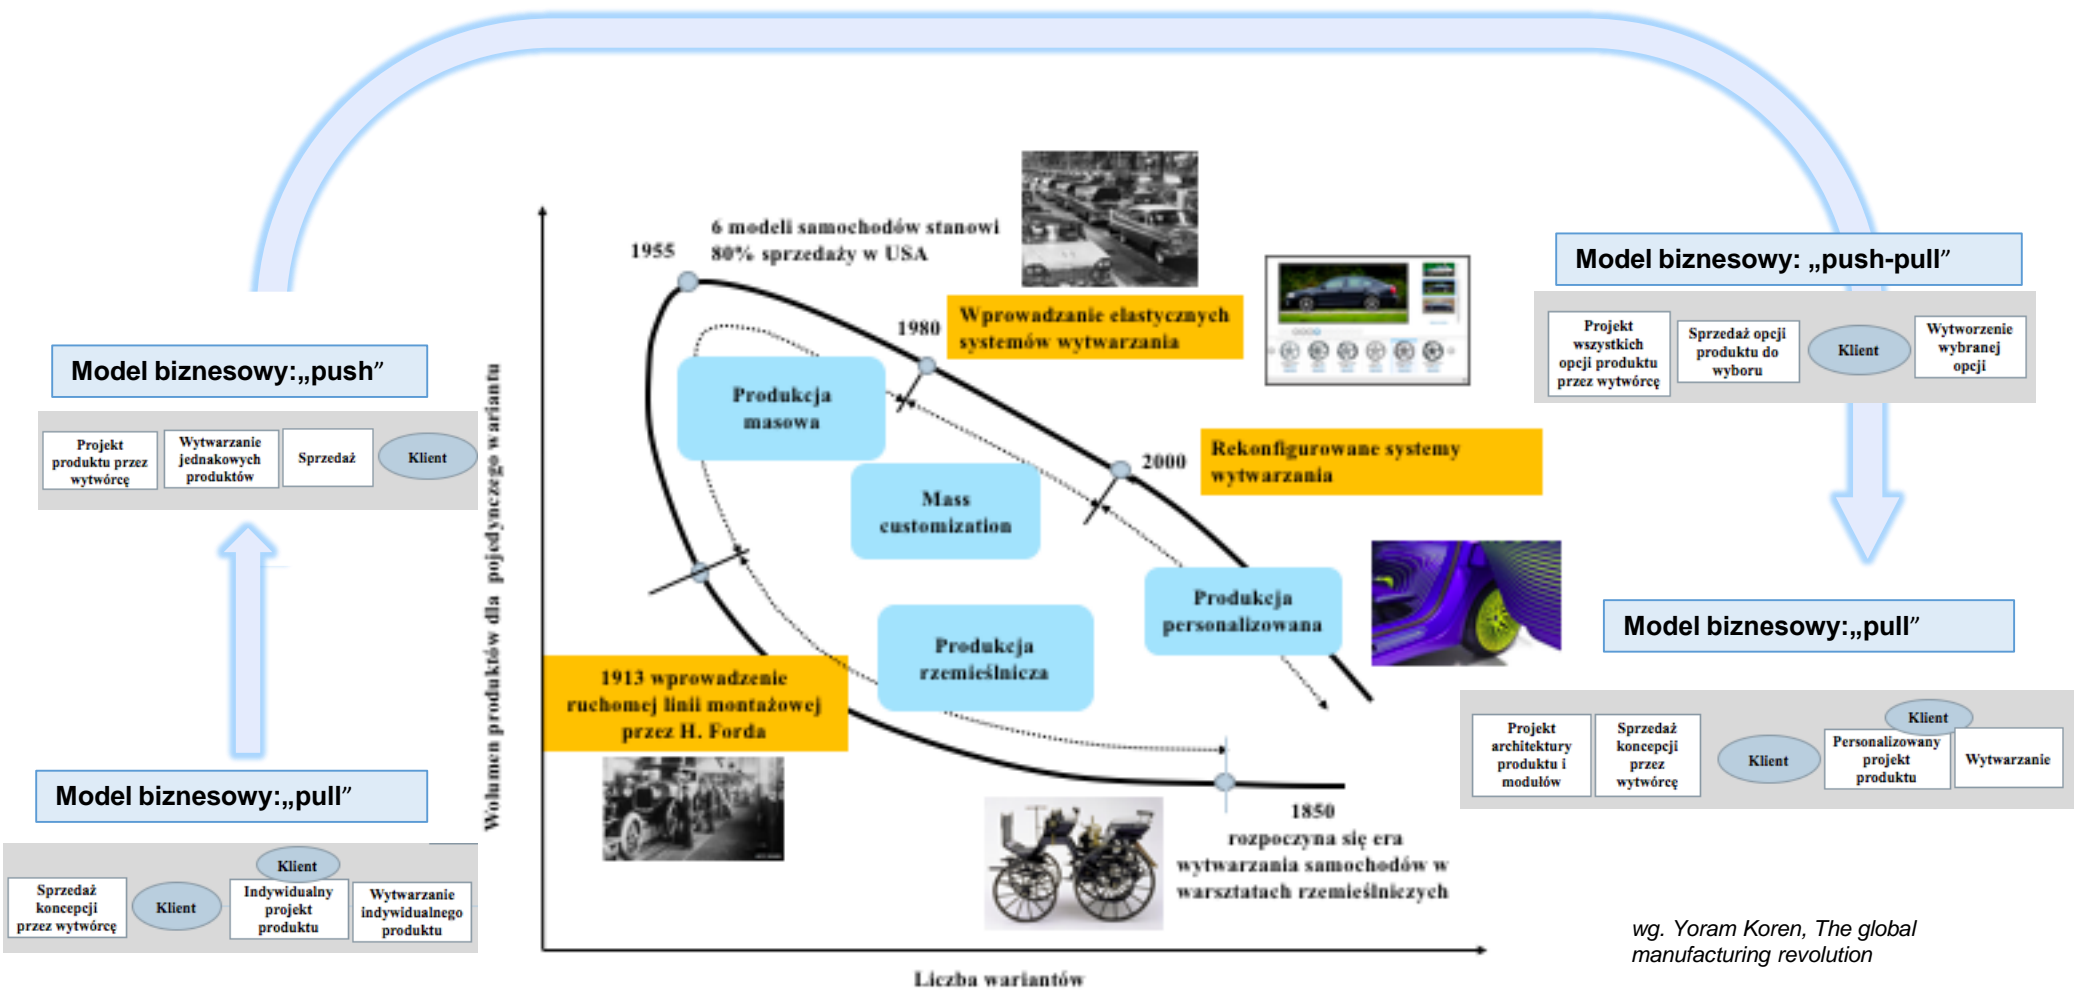 6 modeli samochodów stanowi
80% sprzedaży w USA
1955
Model biznesowy: „push-pull”
Projekt
wszystkich
opcji produktu
przez wytwórcę
Sprzedaż opcji
produktu do
wyboru
Klient
Wytworzenie
wybranej
opcji
1980
Wprowadzanie elastycznych
systemów wytwarzania
Model biznesowy:„push”
Projekt
produktu przez
wytwórcę
Wytwarzanie
jednakowych
produktów
Sprzedaż
Klient
Wolumen produktów dla pojedynczego wariantu
Produkcja
masowa
2000
Rekonfigurowane systemy
wytwarzania
Mass
customization
Produkcja
personalizowana
Produkcja
rzemieślnicza
Model biznesowy:„pull”
1913 wprowadzenie
ruchomej linii montażowej
przez H. Forda
Projekt
architektury
produktu i
modułów
Sprzedaż
koncepcji
przez
wytwórcę
Klient
Klient
Personalizowany
projekt
produktu
Wytwarzanie
Model biznesowy:„pull”
Sprzedaż
koncepcji
przez wytwórcę
Klient
Klient
Indywidualny
projekt
produktu
Wytwarzanie
indywidualnego
produktu
1850
rozpoczyna się era
wytwarzania samochodów w
warsztatach rzemieślniczych
wg. Yoram Koren, The global
manufacturing revolution
Liczba wariantów